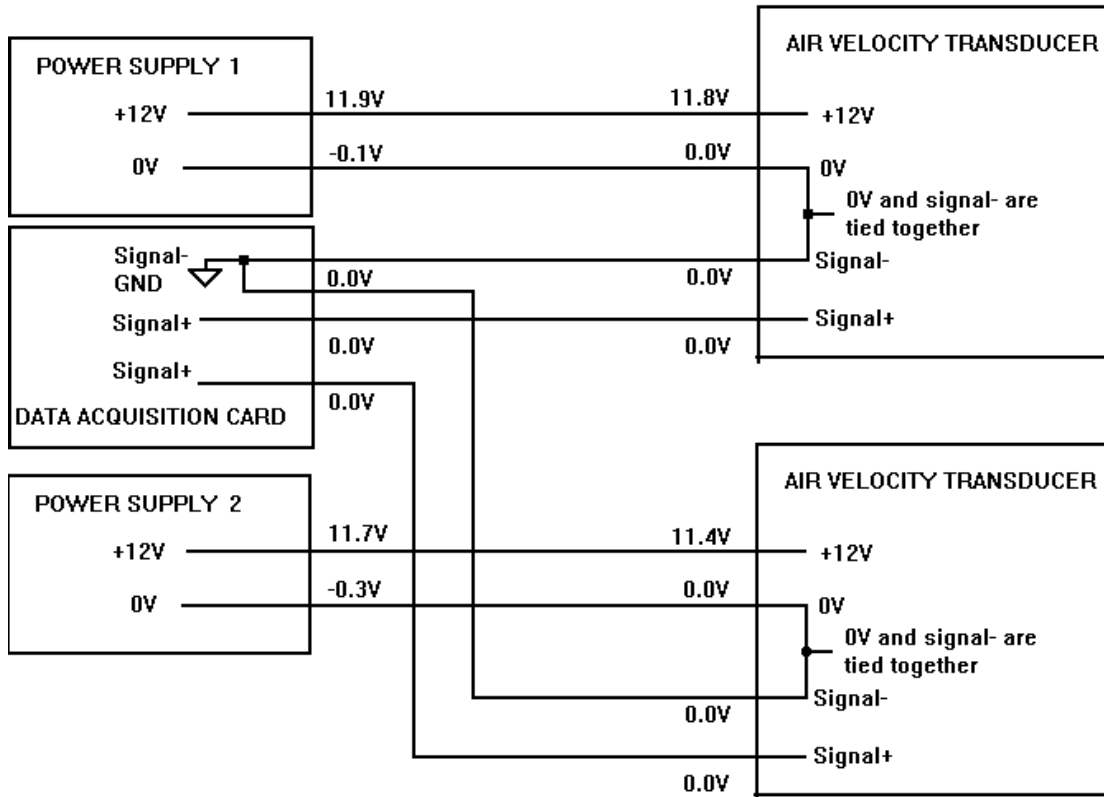 AIR VELOCITY TRANSDUCER
POWER SUPPLY 1
+12V
11.9V
11.8V
+12V
0V
-0.1V
0.0V
0V
0V and signal- are
tied together
Signal-
GND
0.0V
0.0V
Signal-
Signal+
0.0V
0.0V
Signal+
Signal+
0.0V
DATA ACQUISITION CARD
AIR VELOCITY TRANSDUCER
POWER SUPPLY 2
+12V
11.7V
11.4V
+12V
0V
-0.3V
0.0V
0V
0V and signal- are
tied together
Signal-
0.0V
Signal+
0.0V